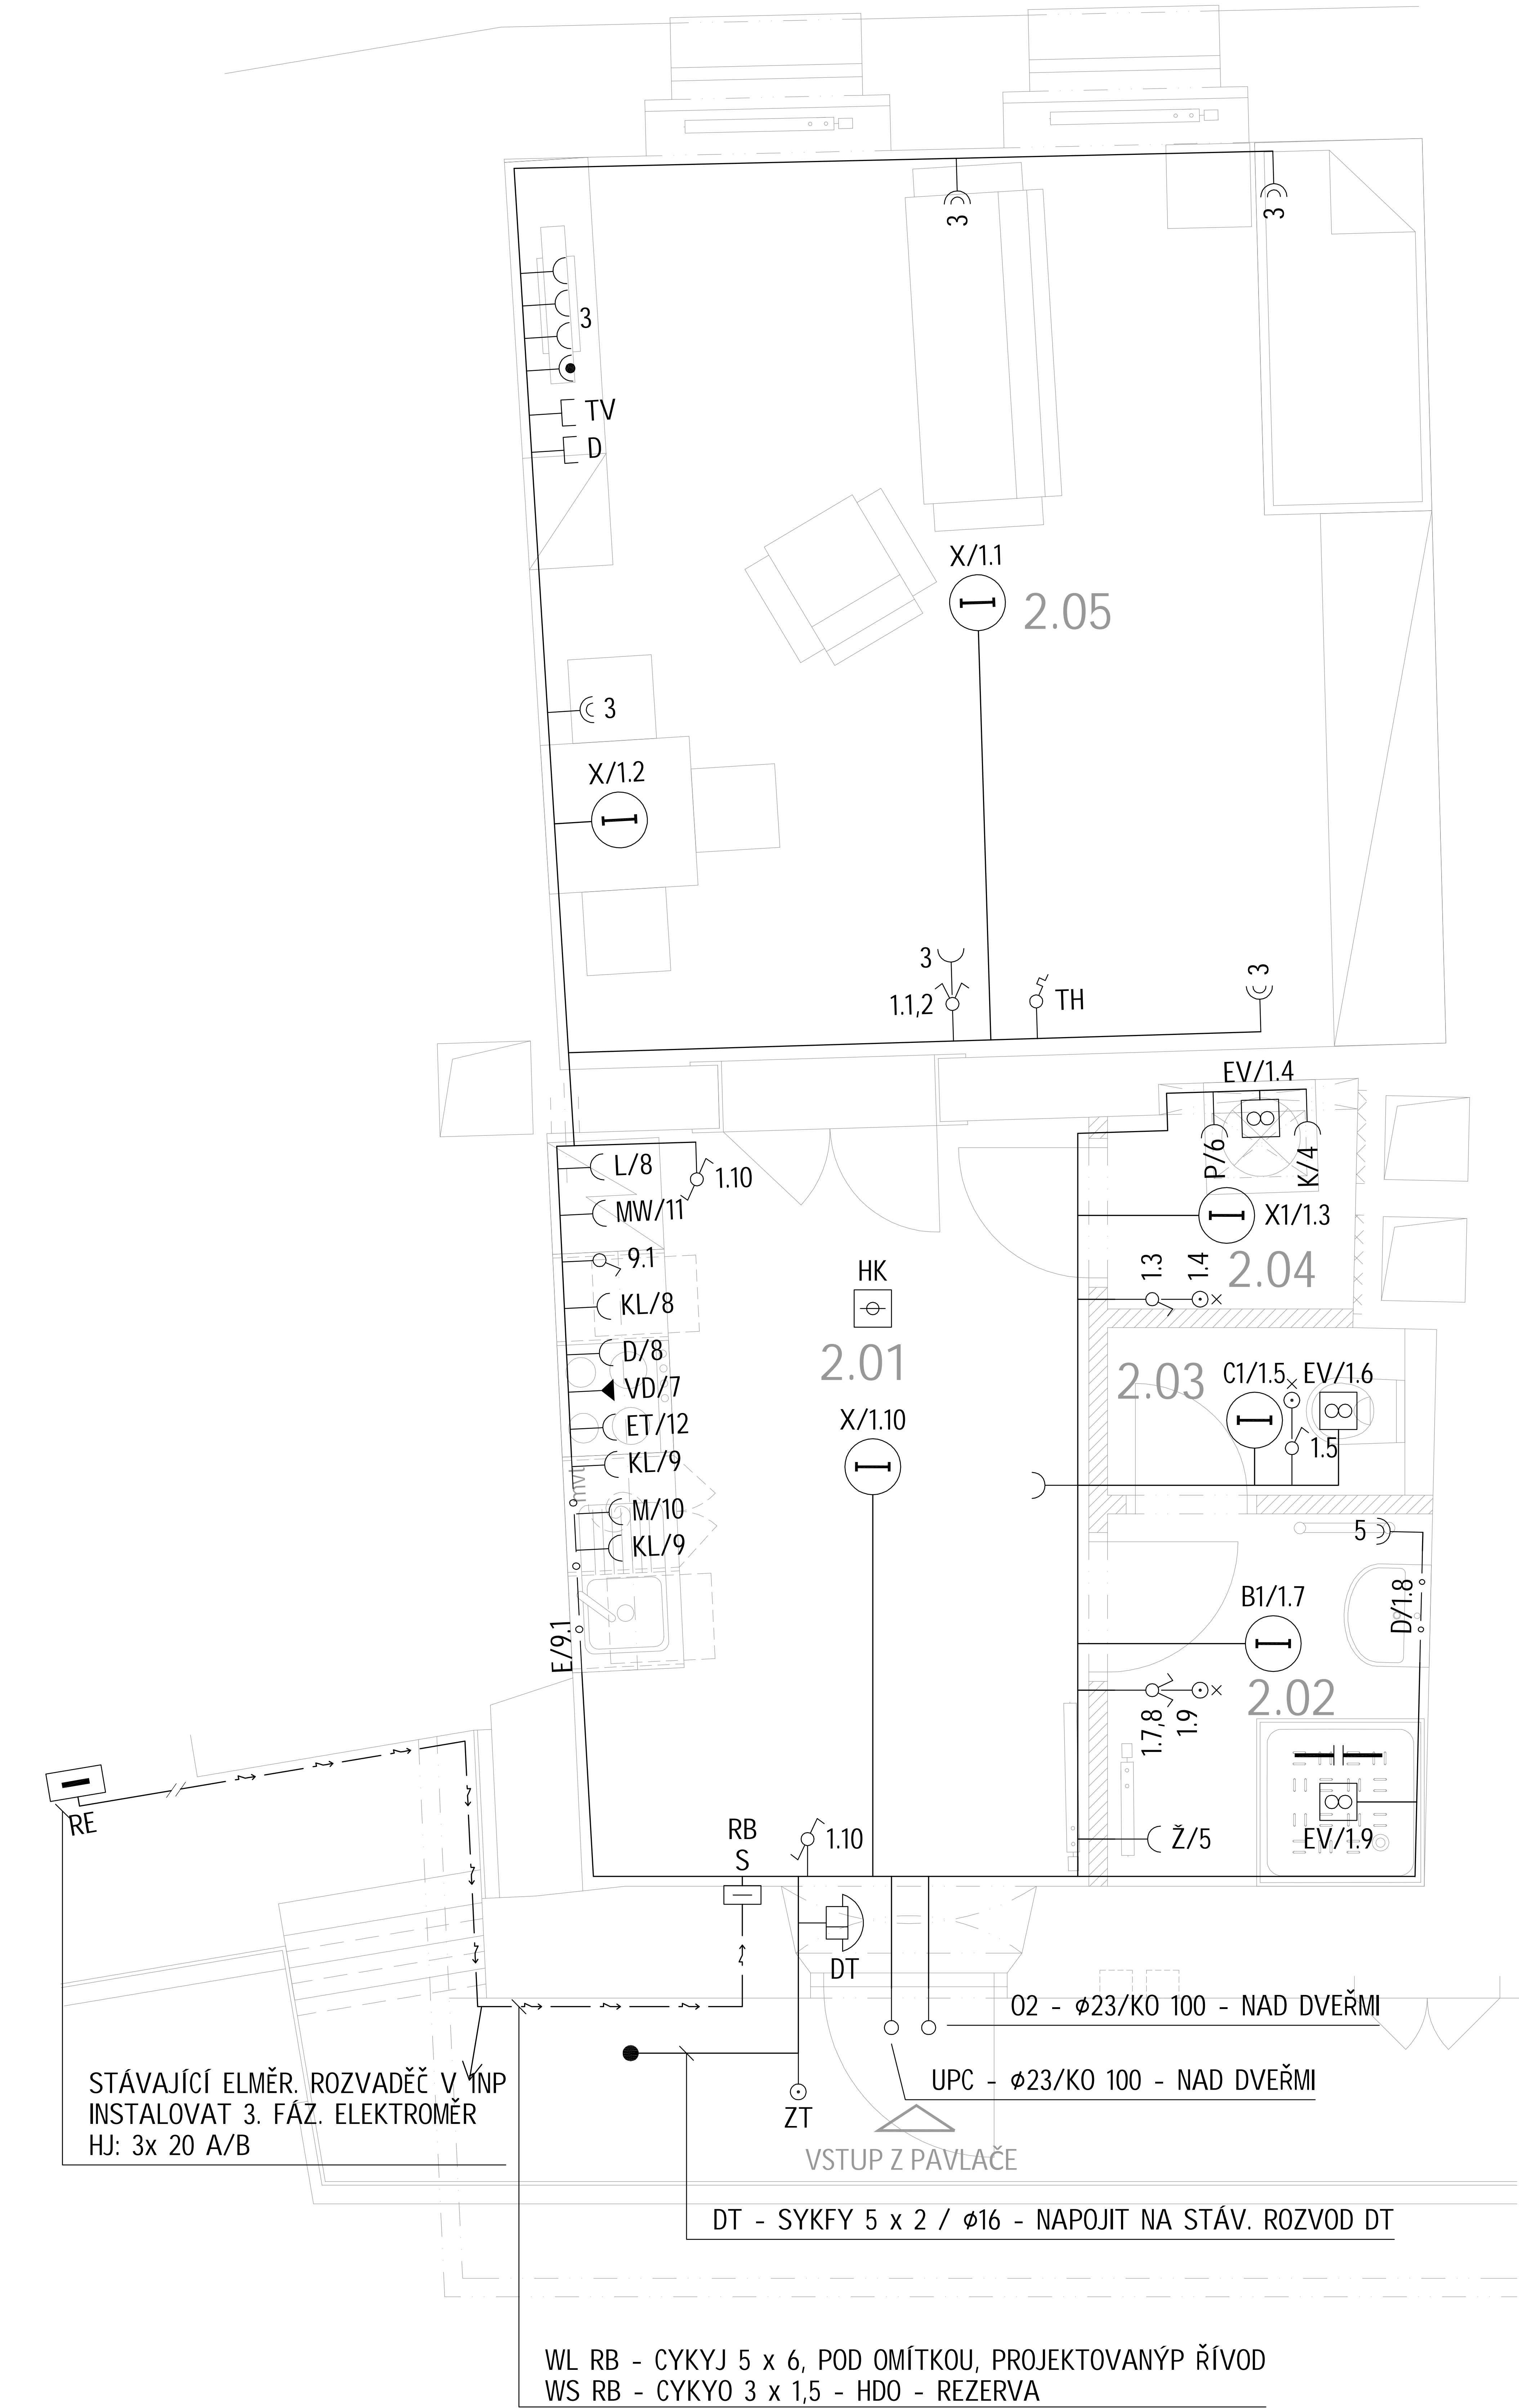 3
3
3
TV
D
X/1.1
2.05
3
X/1.2
3
1.1,2
TH
3
EV/1.4
P/6
K/4
L/8
1.10
MW/11
X1/1.3
9.1
HK
1.3
1.4
2.04
KL/8
D/8
2.01
2.03
C1/1.5
EV/1.6
VD/7
ET/12
X/1.10
1.5
KL/9
mvl
M/10
KL/9
5
D/1.8
E/9.1
B1/1.7
2.02
1.7,8
1.9
RE
RB
S
1.10
Ž/5
EV/1.9
DT
O2 - ø23/KO 100 - NAD DVEŘMI
STÁVAJÍCÍ ELMĚR. ROZVADĚČ V INP
INSTALOVAT 3. FÁZ. ELEKTROMĚR
HJ: 3x 20 A/B
UPC - ø23/KO 100 - NAD DVEŘMI
ZT
VSTUP Z PAVLAČE
DT - SYKFY 5 x 2 / ø16 - NAPOJIT NA STÁV. ROZVOD DT
WL RB - CYKYJ 5 x 6, POD OMÍTKOU, PROJEKTOVANÝP ŘÍVOD
WS RB - CYKYO 3 x 1,5 - HDO - REZERVA